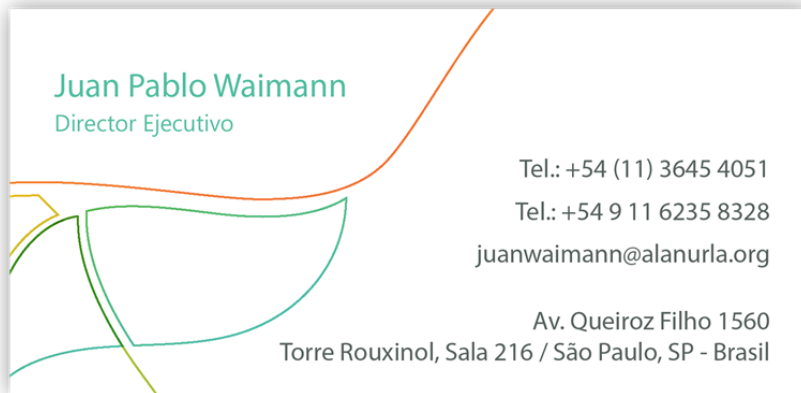 Juan Pablo Waimann
Director Ejecutivo
Tel.: +54 (11) 3645 4051
Tel.: +54 9 11 6235 8328
juanwaimann@alanurla.org
Av. Queiroz Filho 1560
Torre Rouxinol, Sala 216 / São Paulo, SP - Brasil